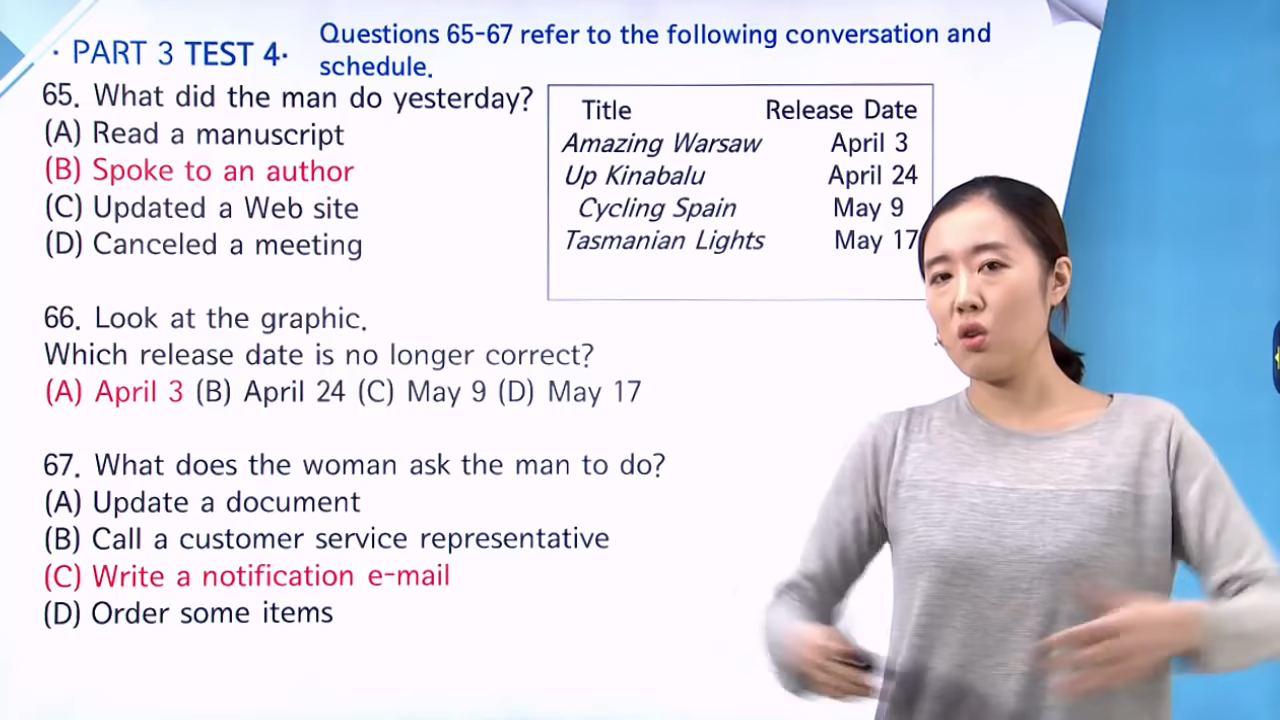 · PART 3 TEST 4·
Questions 65-67 refer to the following conversation and
schedule.
65. What did the man do yesterday?
(A) Read a manuscript
(B) Spoke to an author
(C) Updated a Web site
(D) Canceled a meeting
Title Release Date
Amazing Warsaw April 3
Up Kinabalu April 24
Cycling Spain May 9
Tasmanian Lights May 17
66. Look at the graphic.
Which release date is no longer correct?
(A) April 3 (B) April 24 (C) May 9 (D) May 17
67. What does the woman ask the man to do?
(A) Update a document
(B) Call a customer service representative
(C) Write a notification e-mail
(D) Order some items